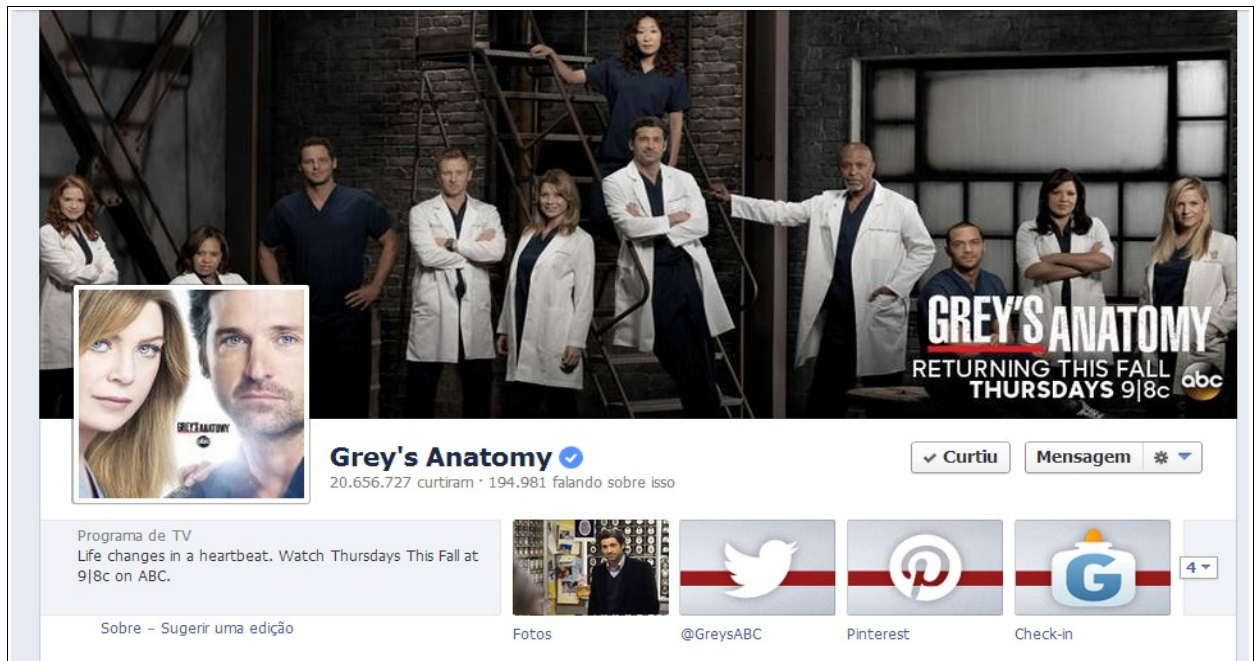 GREY'S ANATOMY
RETURNING THIS FALL
THURSDAYS 9|8c
abc
GREY'S ANATOMY
abc
Grey's Anatomy
20.656.727 curtiram · 194.981 falando sobre isso
Curtiu
Mensagem
Programa de TV
Life changes in a heartbeat. Watch Thursdays This Fall at
9|8c on ABC.
G
4
Sobre – Sugerir uma edição
Fotos
@GreysABC
Pinterest
Check-in